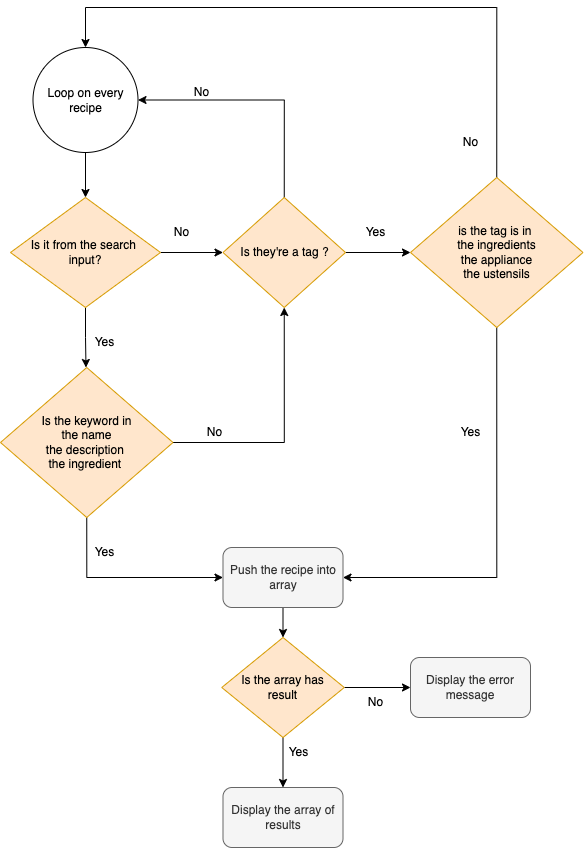 Loop on every
recipe
No
No
Is it from the search
input?
No
Is they're a tag ?
Yes
is the tag is in
the ingredients
the appliance
the ustensils
Yes
Is the keyword in
the name
the description
the ingredient
No
Yes
Yes
Push the recipe into
array
Is the array has
result
No
Display the error
message
Yes
Display the array of
results